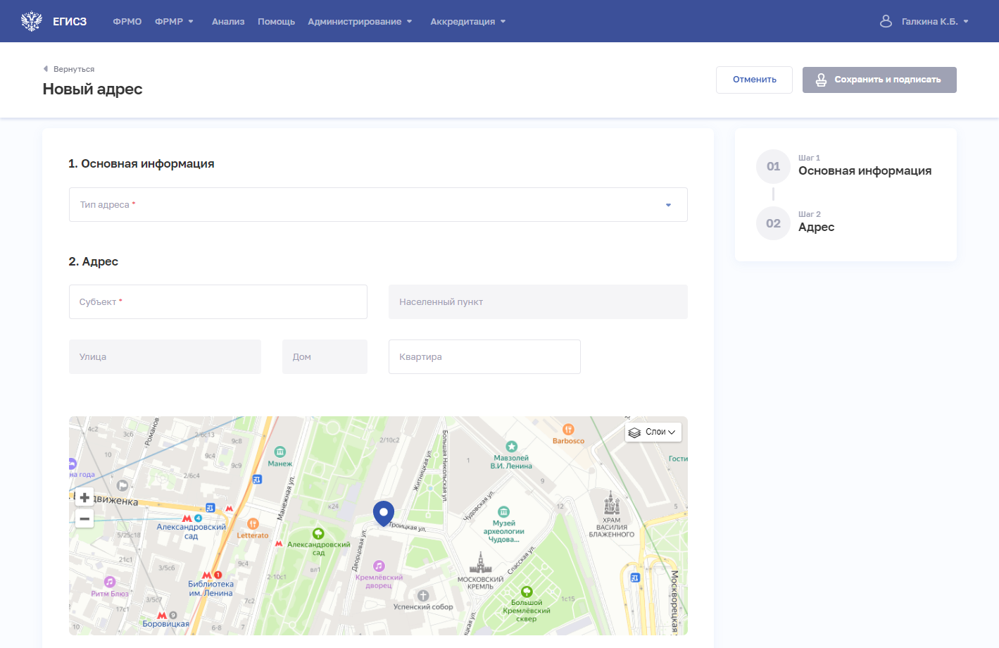 ЕГИСЗ ФРМО ФРМР Анализ Помощь Администрирование Аккредитация Галкина К.Б.
Вернуться
Новый адрес
Отменить
Сохранить и подписать
1. Основная информация
Тип адреса *
2. Адрес
Субъект *
Населенный пункт
Улица
Дом
Квартира
01
Шаг 1
Основная информация
02
Шаг 2
Адрес
Слои
4с2
3с6
Романов
2/6с13
9с8
10
9с4
9с9
2/6с4
на года
Манеж
Манежная ул.
2/10с2
Житницкая ул.
Большая Никольская ул.
1
Barbosco
Мавзолей
В.И. Ленина
Гости
9
движенка
4
Александровский
сад
5/25с18
Letterato
к24
Троицкая ул.
Чудовская ул.
12
Музей
археологии
Чудова...
ХРАМ
ВАСИЛИЯ
БЛАЖЕННОГО
5
Александровский
сад
Дворцовая ул.
21с1
3/5с6
9с4
вл1
2-10с1
1
Библиотека
им. Ленина
Кремлёвский
дворец
МОСКОВСКИЙ
КРЕМЛЬ
Спасская ул.
Ритм Блюз
17с1
3/5с7
7с2
9
Боровицкая
10
6-8
7
Успенский собор
Большой
Кремлёвский
сквер
1с15
Москворецкая
цкая ул.